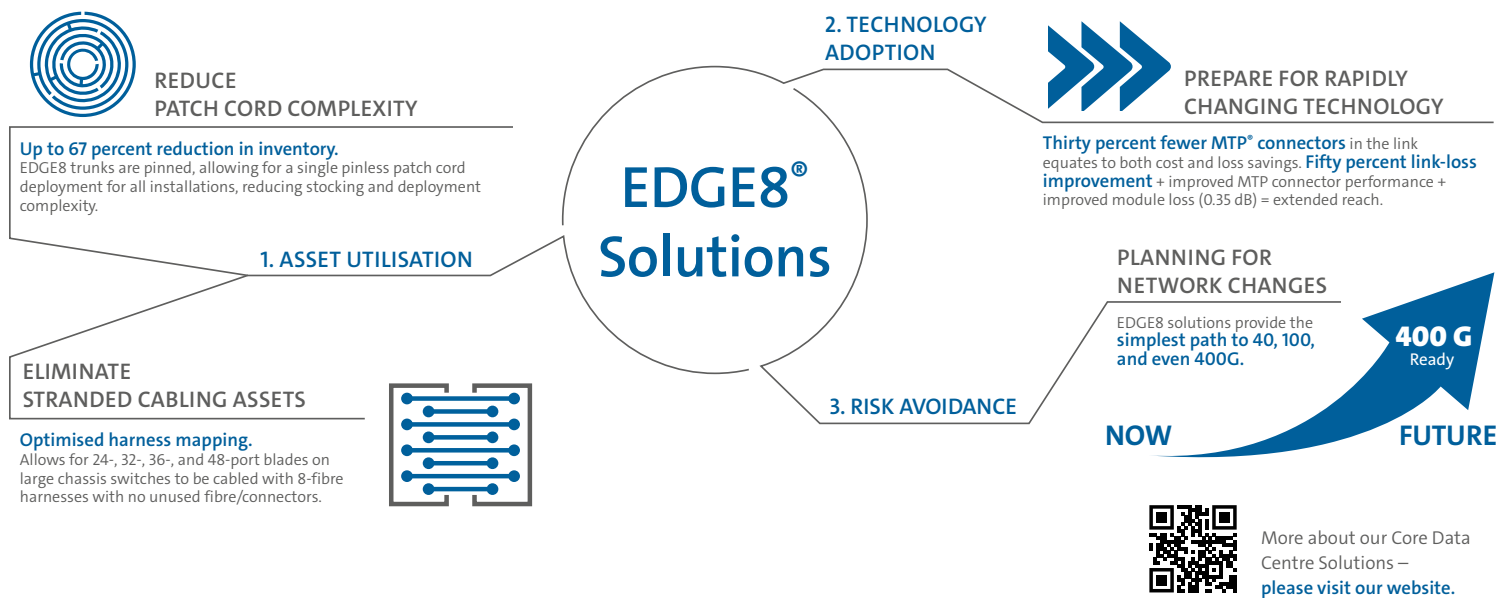 EDGE8®
Solutions
1. ASSET UTILISATION
REDUCE
PATCH CORD COMPLEXITY
Up to 67 percent reduction in inventory.
EDGE8 trunks are pinned, allowing for a single pinless patch cord
deployment for all installations, reducing stocking and deployment
complexity.
ELIMINATE
STRANDED CABLING ASSETS
Optimised harness mapping.
Allows for 24-, 32-, 36-, and 48-port blades on
large chassis switches to be cabled with 8-fibre
harnesses with no unused fibre/connectors.
2. TECHNOLOGY
ADOPTION
PREPARE FOR RAPIDLY
CHANGING TECHNOLOGY
Thirty percent fewer MTP® connectors in the link
equates to both cost and loss savings. Fifty percent link-loss
improvement + improved MTP connector performance +
improved module loss (0.35 dB) = extended reach.
3. RISK AVOIDANCE
PLANNING FOR
NETWORK CHANGES
EDGE8 solutions provide the
simplest path to 40, 100,
and even 400G.
400 G
Ready
NOW
FUTURE
More about our Core Data
Centre Solutions –
please visit our website.